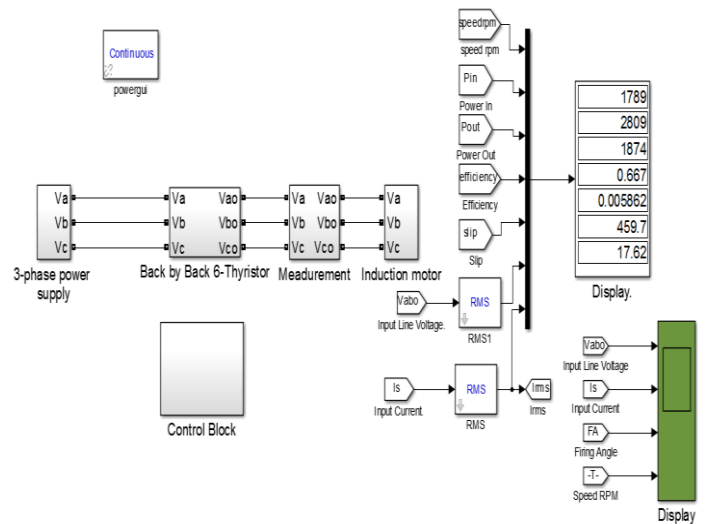 Continuous
powergui
speedrpm
speed rpm
Pin
Power In
Pout
Power Out
efficiency
Efficiency
slip
Slip
Vabo
Input Line Voltage.
RMS
RMS1
Is
Input Current
RMS
RMS
Irms
Irms
1789
2809
1874
0.667
0.005862
459.7
17.62
Display.
Va
Vb
Vc
3-phase power
supply
Va Vao
Vb Vbo
Vc Vco
Back by Back 6-Thyristor
Va Vao
Vb Vbo
Vc Vco
Meadurement
Va
Vb
Vc
Induction motor
Control Block
Vabo
Input Line Voltage
Is
Input Current
FA
Firing Angle
-T-
Speed RPM
Display